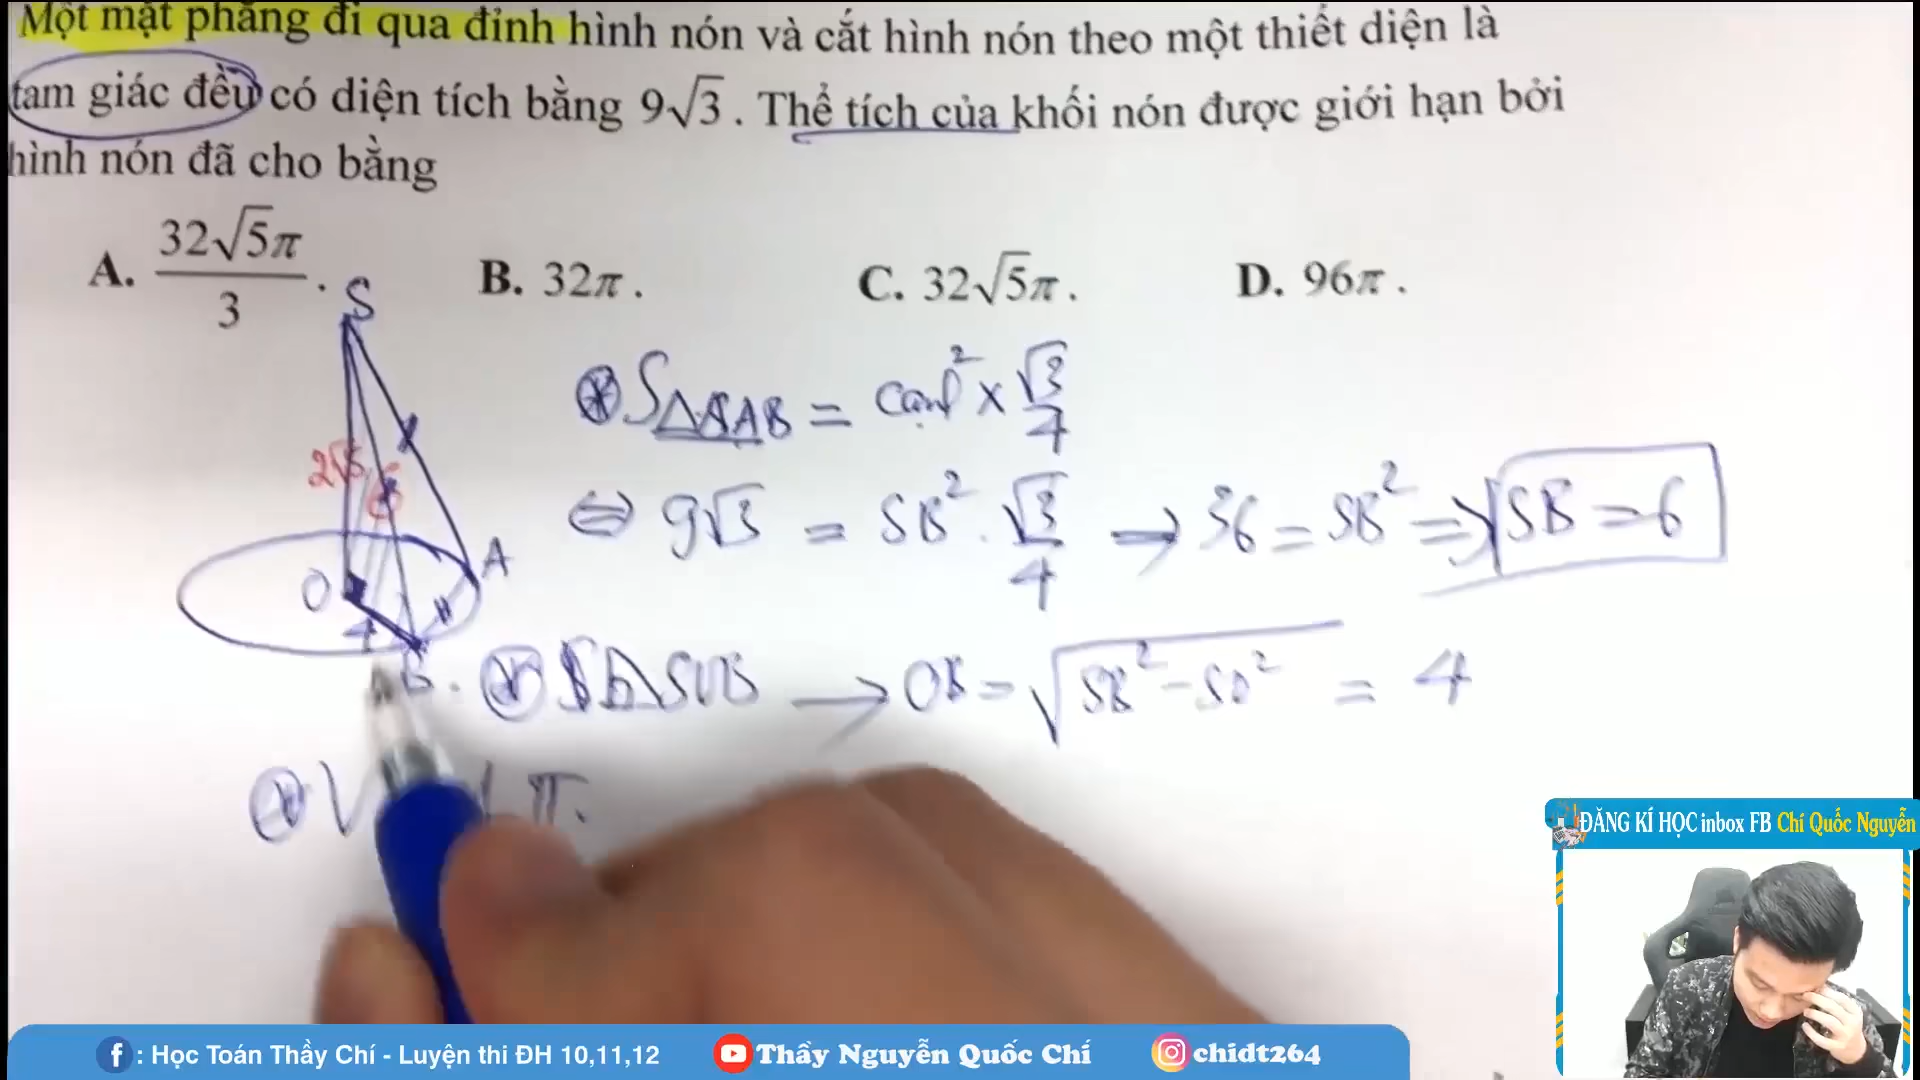 Một mặt phẳng đi qua đỉnh hình nón và cắt hình nón theo một thiết diện là
tam giác đều có diện tích bằng 9√3 . Thể tích của khối nón được giới hạn bởi
hình nón đã cho bằng
A. 32√5π/3 . B. 32π . C. 32√5π . D. 96π .
S
S△SAB = cạnh² × √3/4
2√5 6
⇔ 9√3 = SB² . √3/4 → 36 = SB² ⇒ SB = 6
O A
4
B . △SOB → OB = √SB² - SO² = 4
V π.
ĐĂNG KÍ HỌC inbox FB Chí Quốc Nguyễn
f : Học Toán Thầy Chí - Luyện thi ĐH 10,11,12 Thầy Nguyễn Quốc Chí chidt264